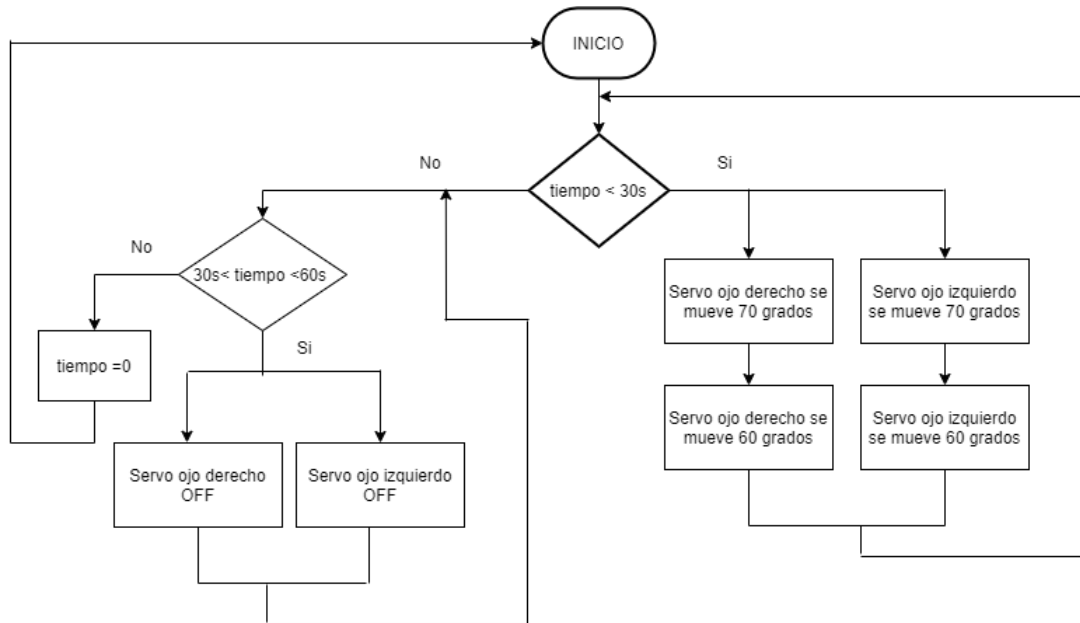 INICIO
No
Si
tiempo < 30s
No
30s< tiempo <60s
Servo ojo derecho se
mueve 70 grados
Servo ojo izquierdo
se mueve 70 grados
Si
tiempo =0
Servo ojo derecho se
mueve 60 grados
Servo ojo izquierdo
se mueve 60 grados
Servo ojo derecho
OFF
Servo ojo izquierdo
OFF